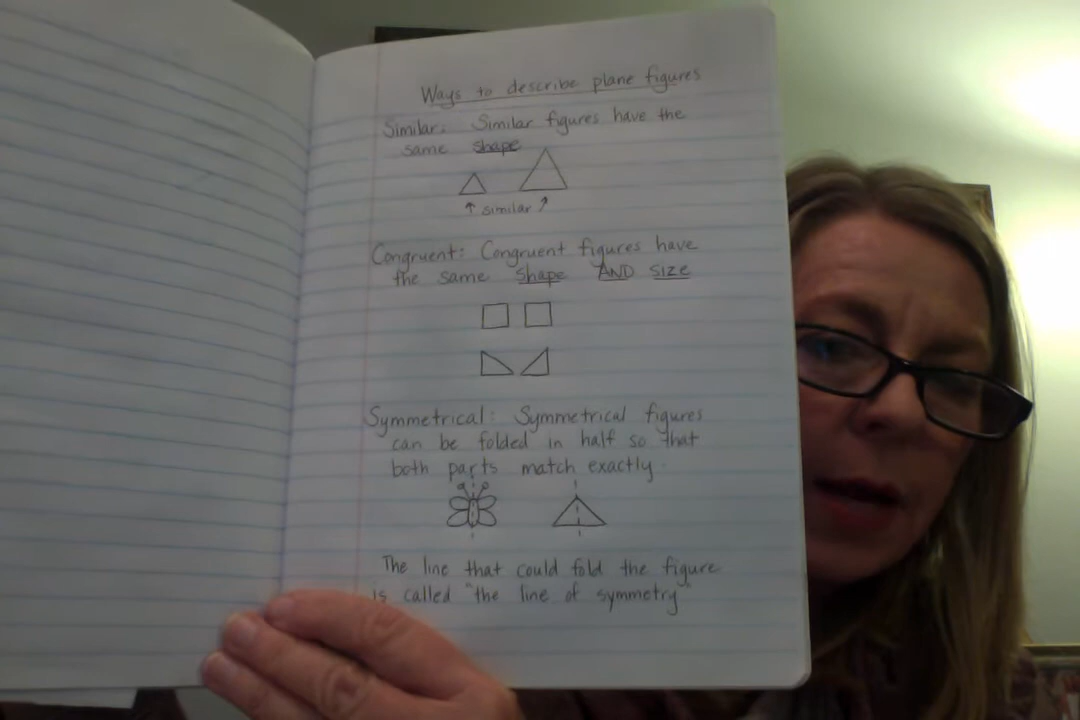 Ways to describe plane figures
Similar: Similar figures have the
same shape
↑ similar ↗
Congruent: Congruent figures have
the same shape AND SIZE
Symmetrical: Symmetrical figures
can be folded in half so that
both parts match exactly.
The line that could fold the figure
is called "the line of symmetry"